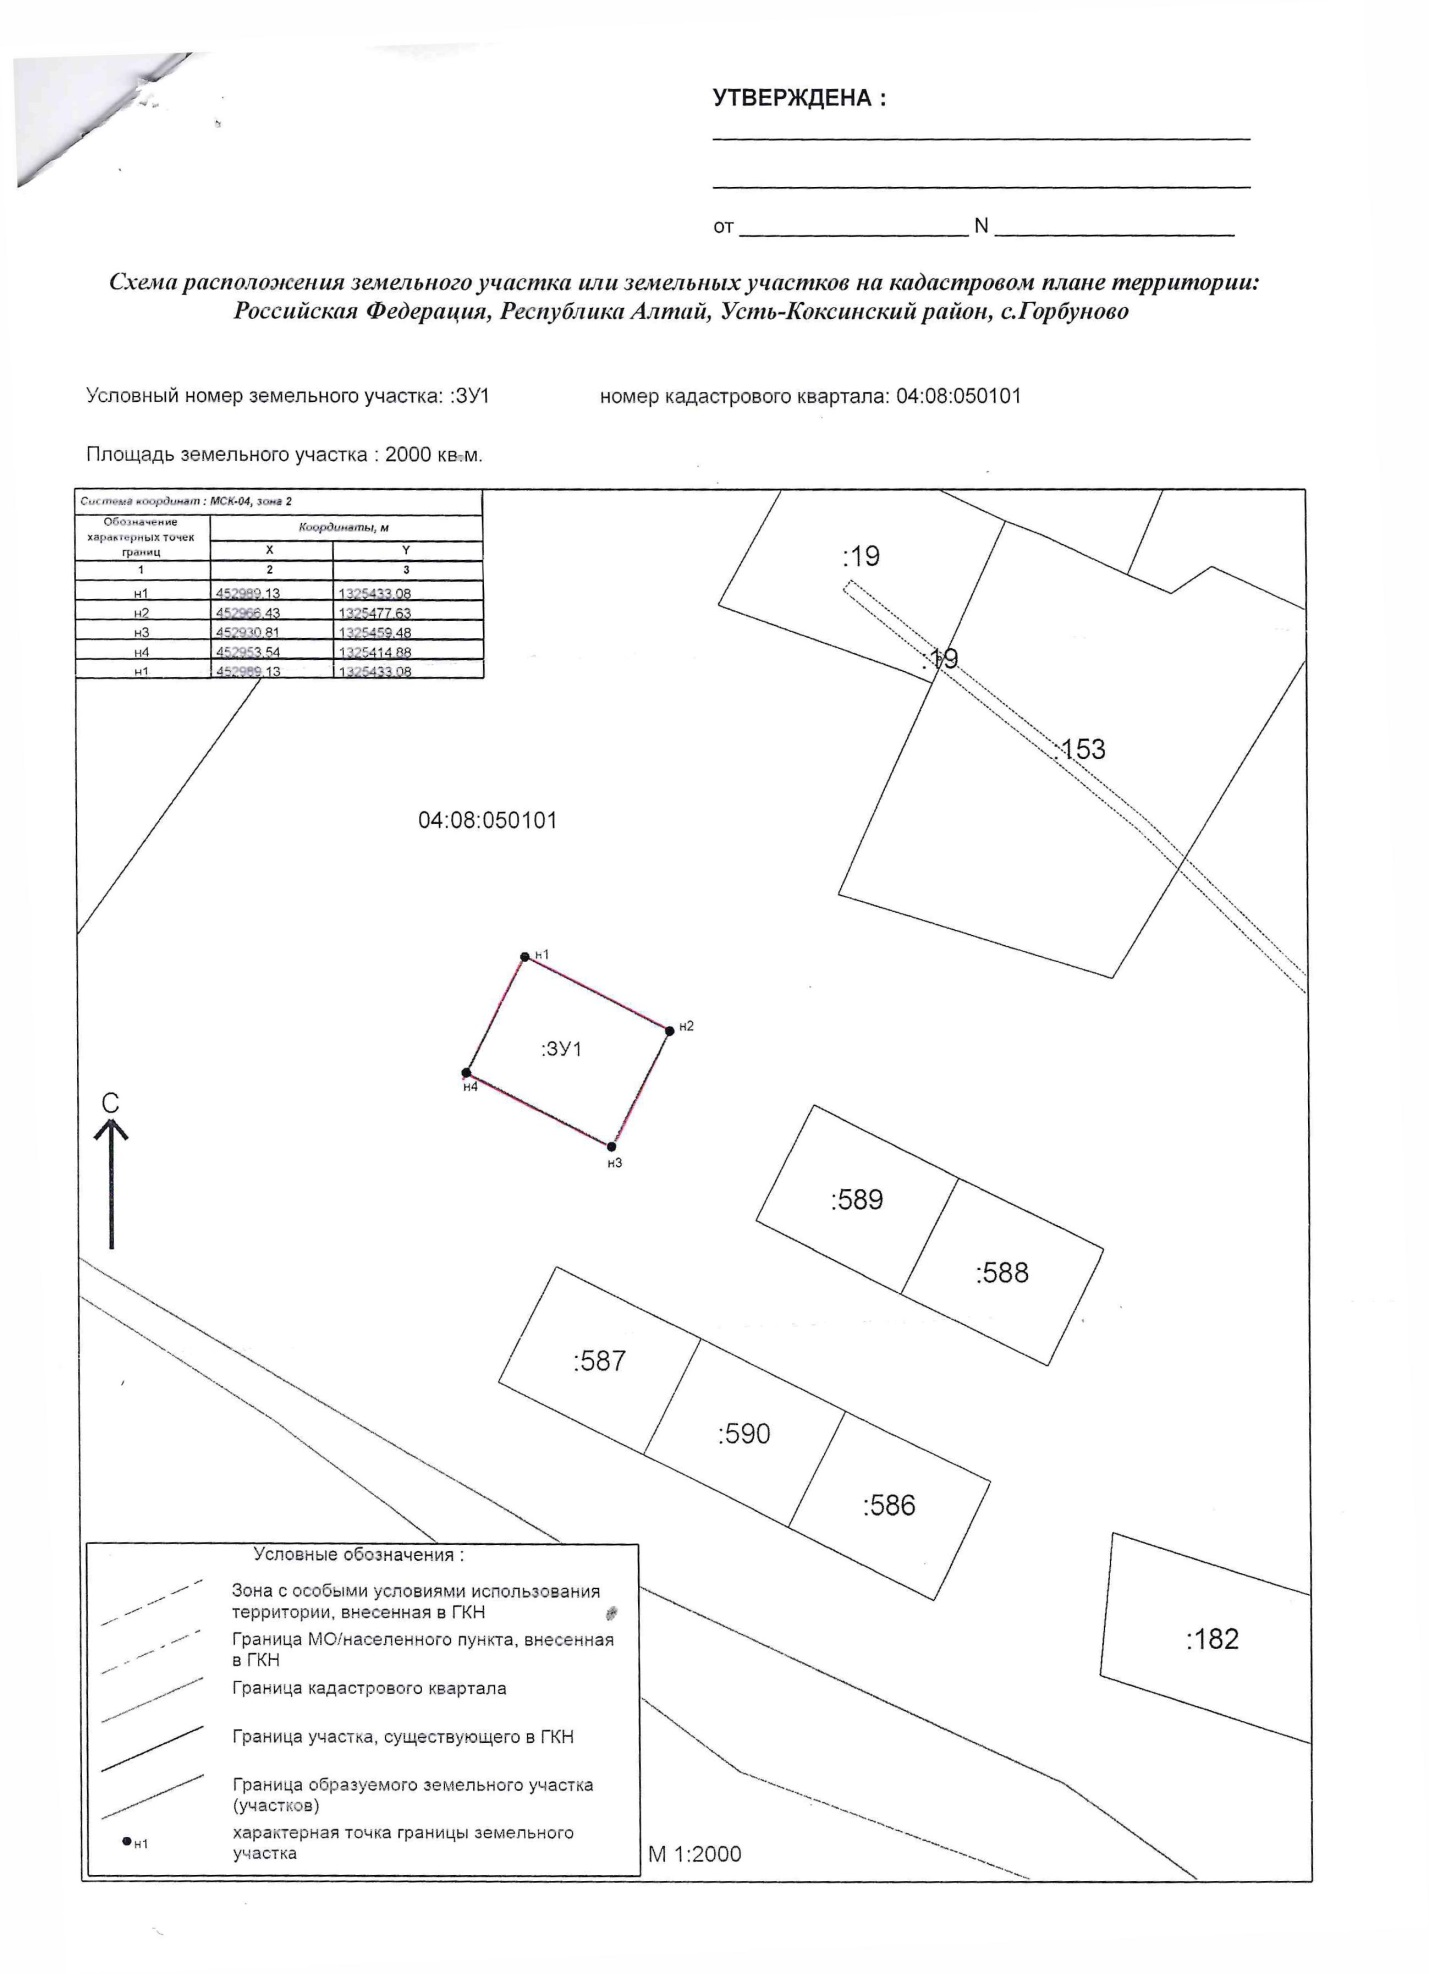 УТВЕРЖДЕНА :
от N
Схема расположения земельного участка или земельных участков на кадастровом плане территории:
Российская Федерация, Республика Алтай, Усть-Коксинский район, с.Горбуново
Условный номер земельного участка: :ЗУ1 номер кадастрового квартала: 04:08:050101
Площадь земельного участка : 2000 кв.м.
Система координат : МСК-04, зона 2
Обозначение
характерных точек
границ
Координаты, м
X Y
1 2 3
н1 452989.13 1325433.08
н2 452966.43 1325477.63
н3 452930.81 1325459.48
н4 452953.54 1325414.88
н1 452989.13 1325433.08
:19
:19
:153
04:08:050101
н1
н2
:ЗУ1
н4
С
н3
:589
:588
:587
:590
:586
:182
Условные обозначения :
Зона с особыми условиями использования
территории, внесенная в ГКН
Граница МО/населенного пункта, внесенная
в ГКН
Граница кадастрового квартала
Граница участка, существующего в ГКН
Граница образуемого земельного участка
(участков)
н1
характерная точка границы земельного
участка
М 1:2000